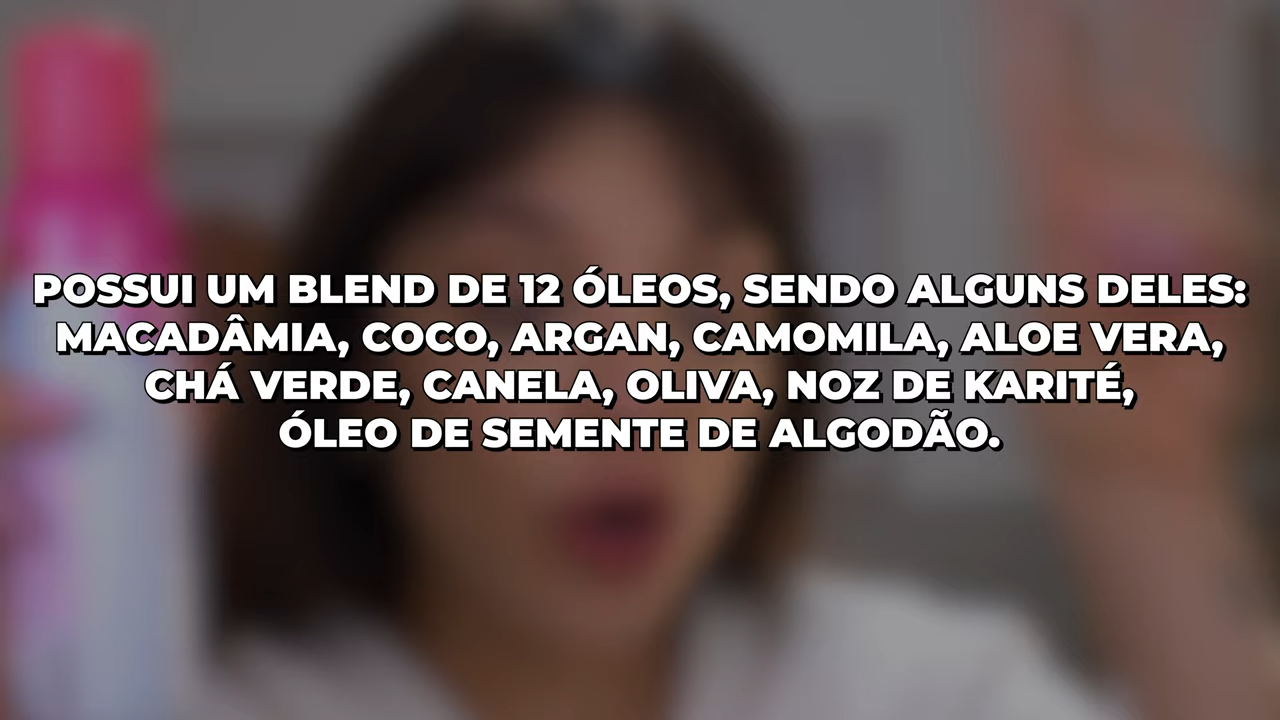 POSSUI UM BLEND DE 12 ÓLEOS, SENDO ALGUNS DELES:
MACADÂMIA, COCO, ARGAN, CAMOMILA, ALOE VERA,
CHÁ VERDE, CANELA, OLIVA, NOZ DE KARITÉ,
ÓLEO DE SEMENTE DE ALGODÃO.